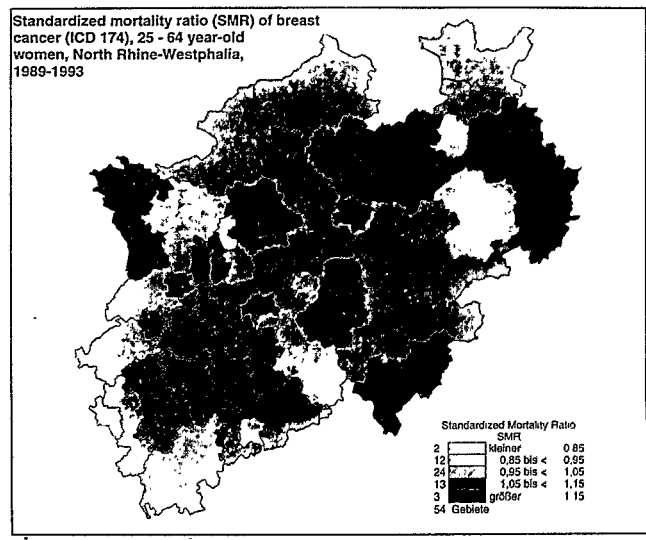 Standardized mortality ratio (SMR) of breast
cancer (ICD 174), 25 - 64 year-old
women, North Rhine-Westphalia,
1989-1993
Standardized Mortality Ratio
SMR
2 kleiner 0.85
12 0,85 bis < 0,95
24 0,95 bis < 1,05
13 1,05 bis < 1,15
3 größer 1 15
54 Gebiete